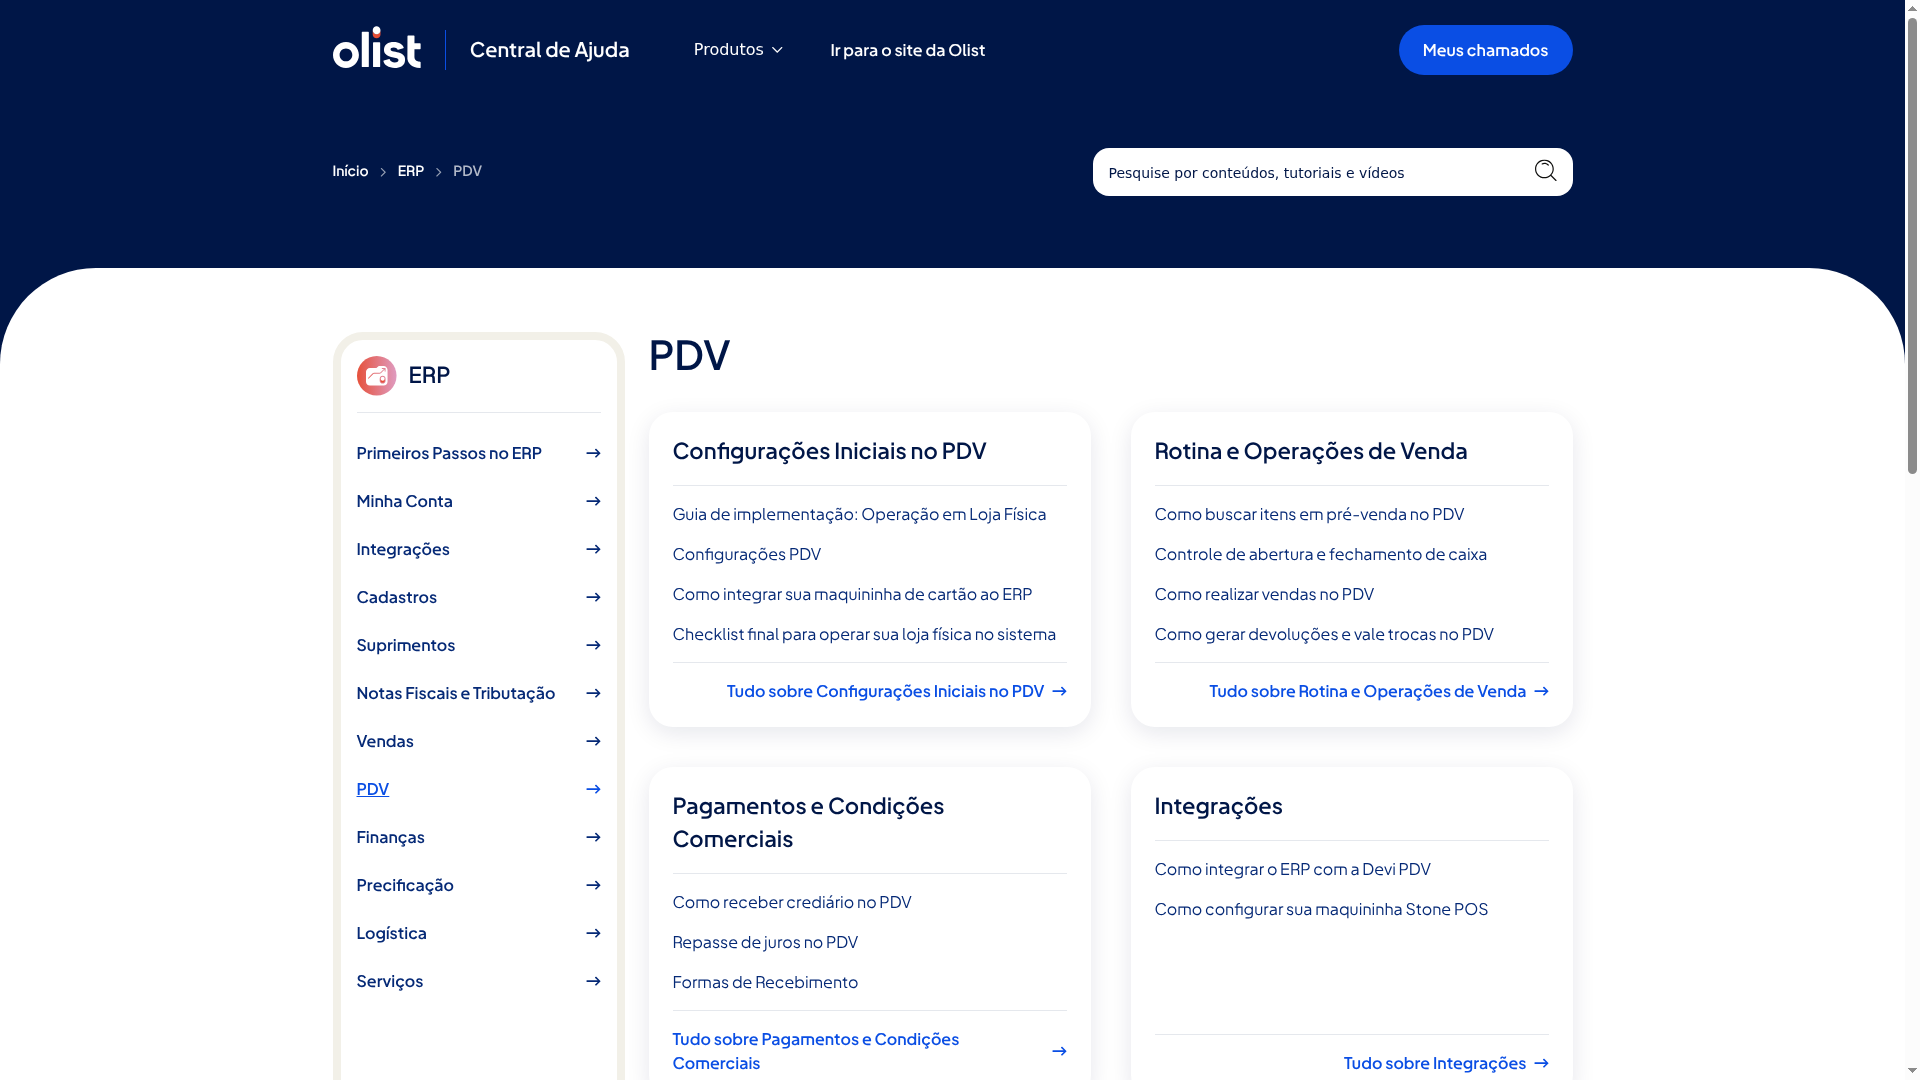 olist
Central de Ajuda
Produtos
Ir para o site da Olist
Meus chamados
Início
ERP
PDV
Pesquise por conteúdos, tutoriais e vídeos
ERP
Primeiros Passos no ERP
Minha Conta
Integrações
Cadastros
Suprimentos
Notas Fiscais e Tributação
Vendas
PDV
Finanças
Precificação
Logística
Serviços
PDV
Configurações Iniciais no PDV
Guia de implementação: Operação em Loja Física
Configurações PDV
Como integrar sua maquininha de cartão ao ERP
Checklist final para operar sua loja física no sistema
Tudo sobre Configurações Iniciais no PDV
Rotina e Operações de Venda
Como buscar itens em pré-venda no PDV
Controle de abertura e fechamento de caixa
Como realizar vendas no PDV
Como gerar devoluções e vale trocas no PDV
Tudo sobre Rotina e Operações de Venda
Pagamentos e Condições
Comerciais
Como receber crediário no PDV
Repasse de juros no PDV
Formas de Recebimento
Tudo sobre Pagamentos e Condições
Comerciais
Integrações
Como integrar o ERP com a Devi PDV
Como configurar sua maquininha Stone POS
Tudo sobre Integrações